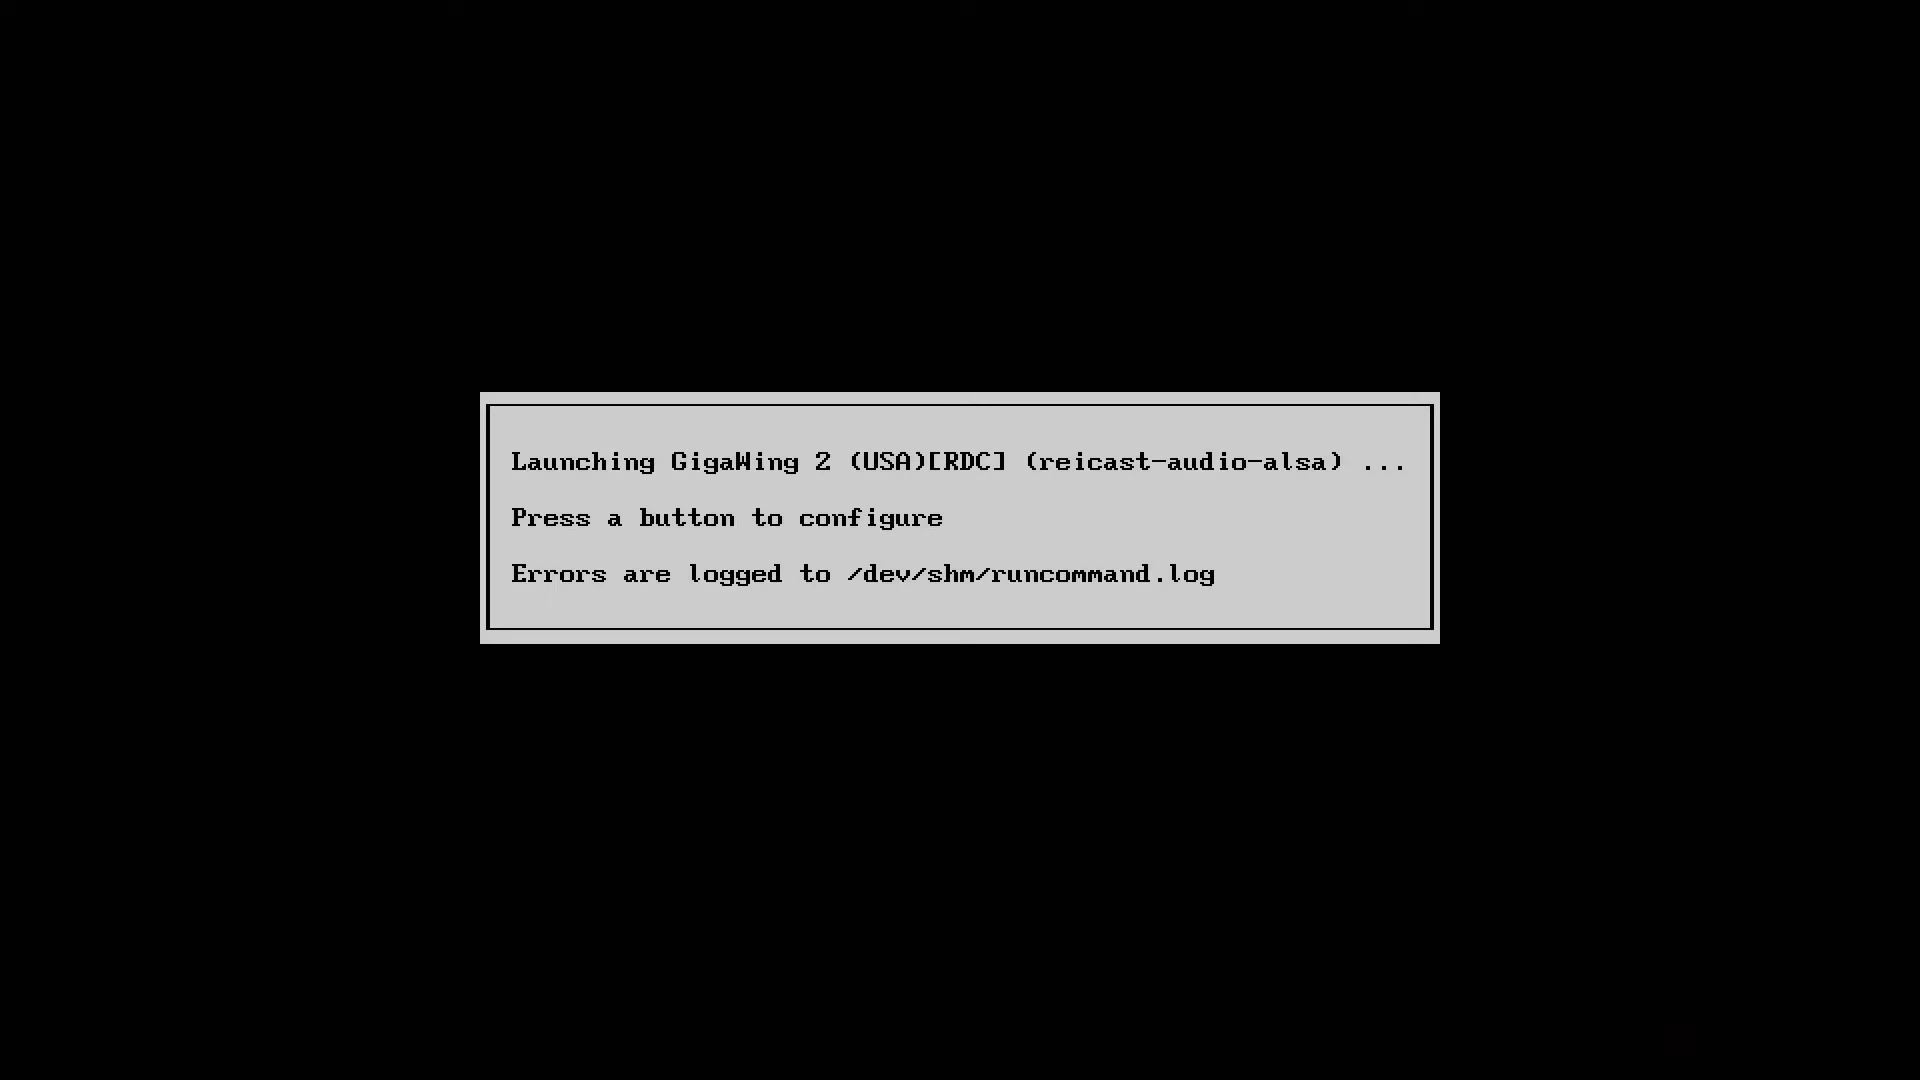 Launching GigaWing 2 (USA)[RDC] (reicast-audio-alsa) ...
Press a button to configure
Errors are logged to /dev/shm/runcommand.log